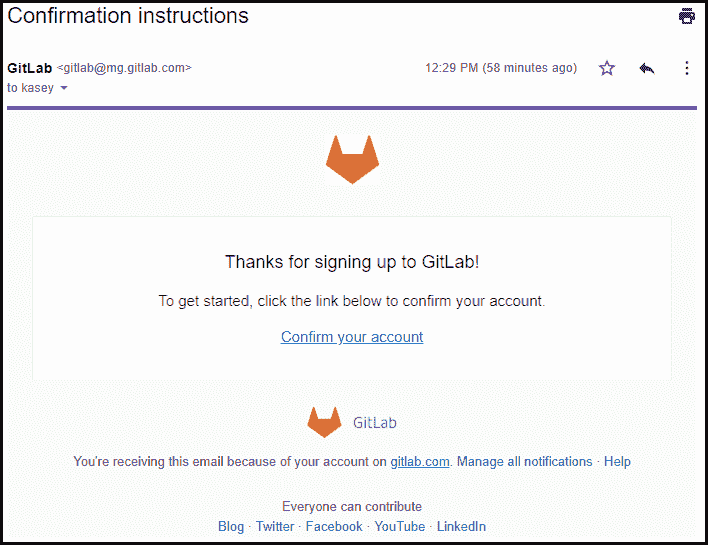 Confirmation instructions
GitLab <gitlab@mg.gitlab.com> 12:29 PM (58 minutes ago)
to kasey
Thanks for signing up to GitLab!
To get started, click the link below to confirm your account.
Confirm your account
GitLab
You're receiving this email because of your account on gitlab.com. Manage all notifications · Help
Everyone can contribute
Blog · Twitter · Facebook · YouTube · LinkedIn